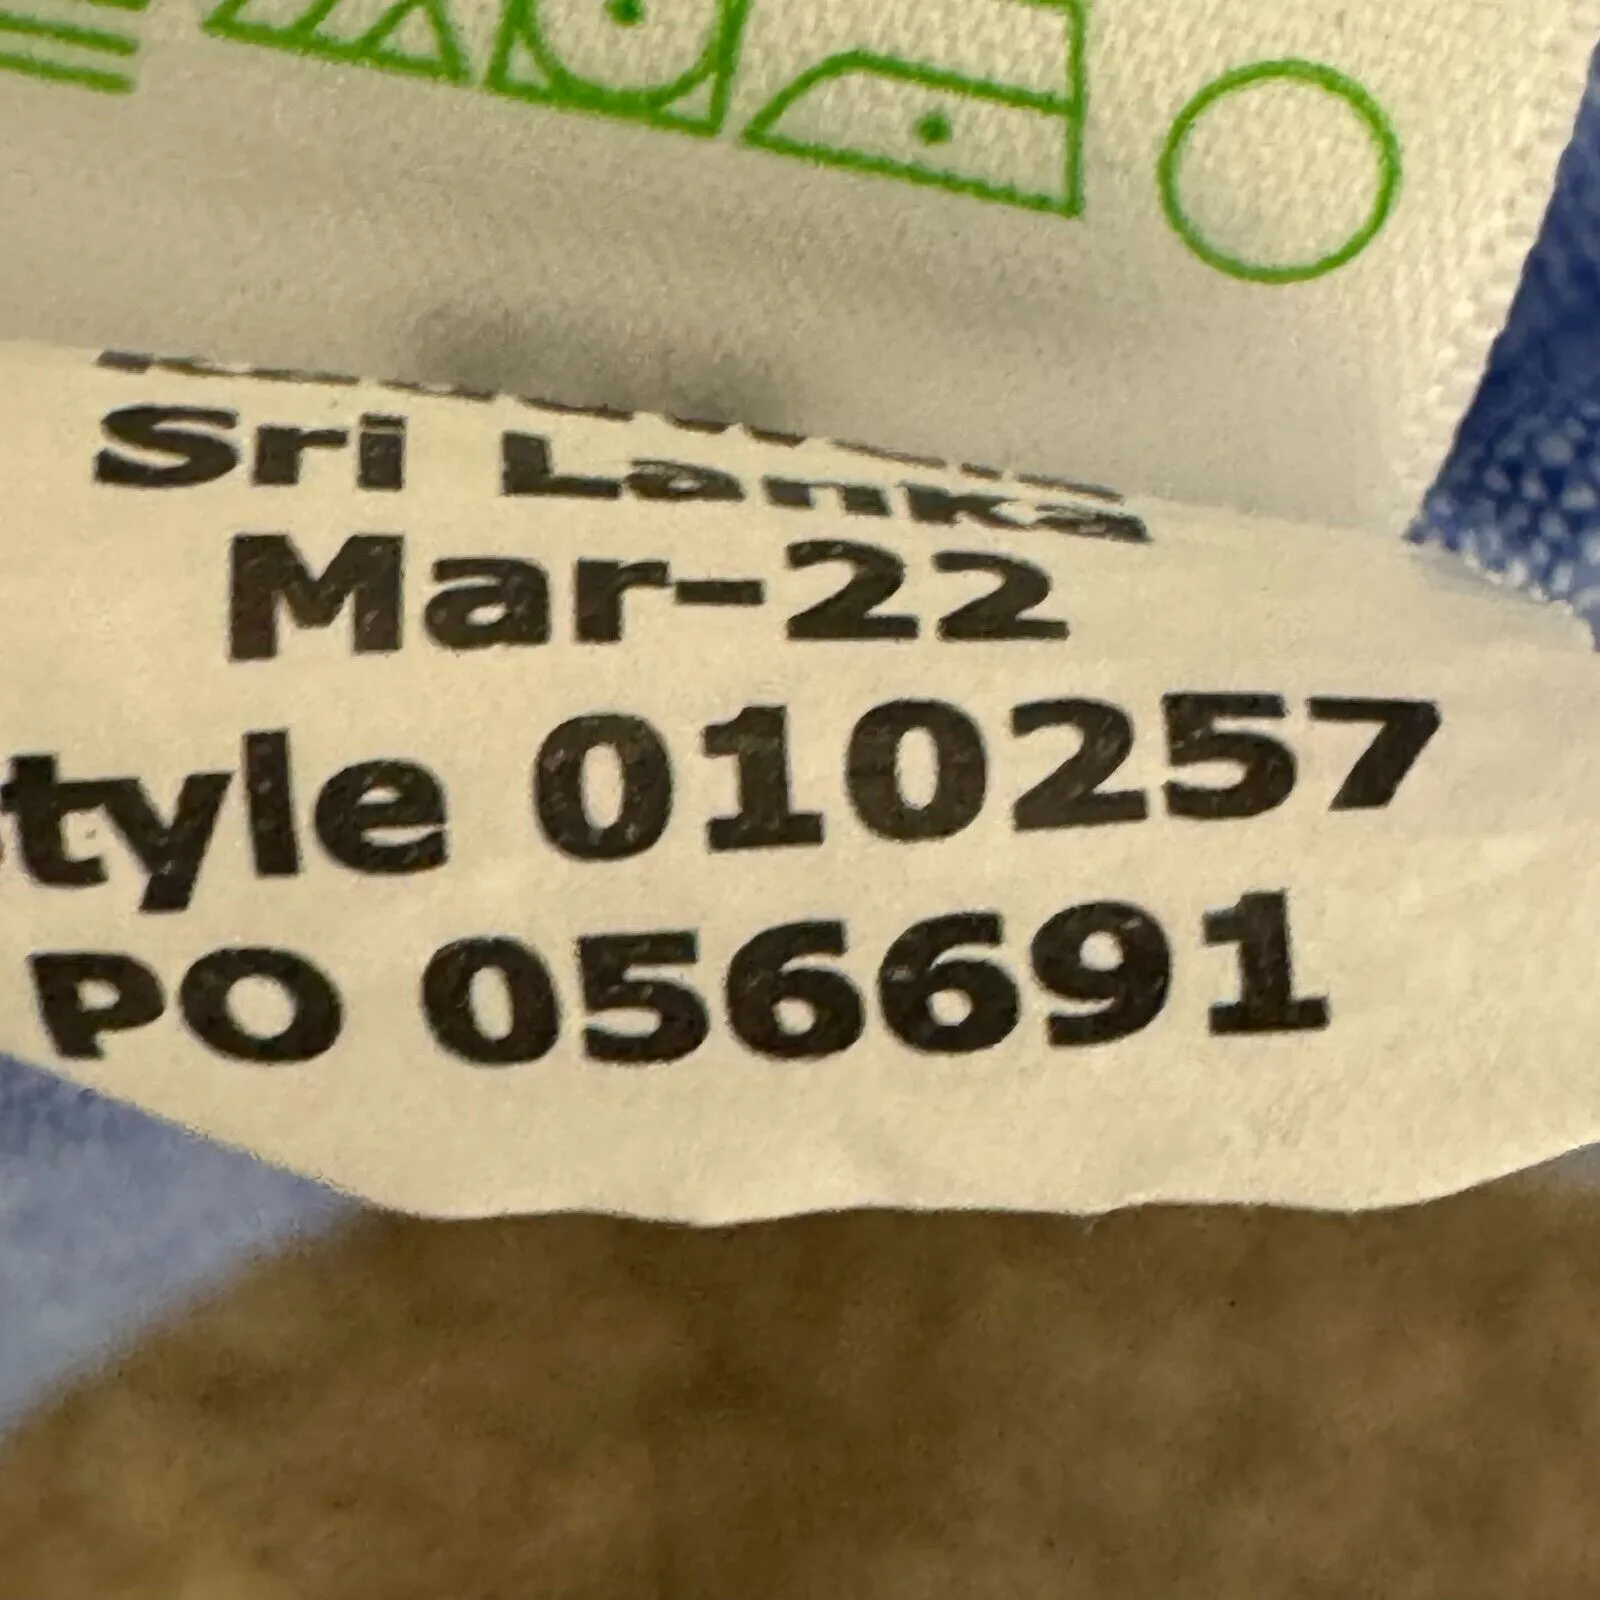 Sri Lanka
Mar-22
tyle 010257
PO 056691